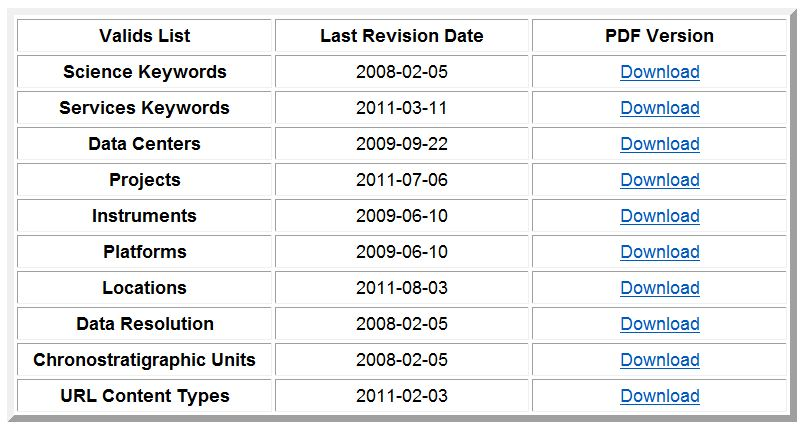 Valids List Last Revision Date PDF Version
Science Keywords 2008-02-05 Download
Services Keywords 2011-03-11 Download
Data Centers 2009-09-22 Download
Projects 2011-07-06 Download
Instruments 2009-06-10 Download
Platforms 2009-06-10 Download
Locations 2011-08-03 Download
Data Resolution 2008-02-05 Download
Chronostratigraphic Units 2008-02-05 Download
URL Content Types 2011-02-03 Download